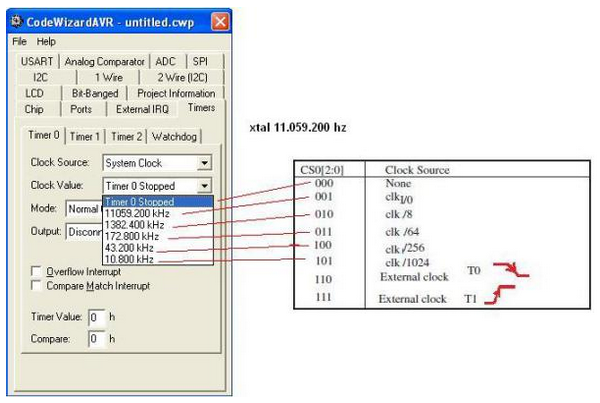 CodeWizardAVR - untitled.cwp
File Help
USART Analog Comparator ADC SPI
I2C 1 Wire 2 Wire (I2C)
LCD Bit-Banged Project Information
Chip Ports External IRQ Timers
Timer 0 Timer 1 Timer 2 Watchdog
Clock Source: System Clock
Clock Value: Timer 0 Stopped
Timer 0 Stopped
11059.200 kHz
1382.400 kHz
172.800 kHz
43.200 kHz
10.800 kHz
Mode: Normal
Output: Disconn
Overflow Interrupt
Compare Match Interrupt
Timer Value: 0 h
Compare: 0 h
xtal 11.059.200 hz
CS0[2:0] Clock Source
000 None
001 clkI/0
010 clk/8
011 clk /64
100 clk/256
101 clk /1024
110 External clock T0
111 External clock T1